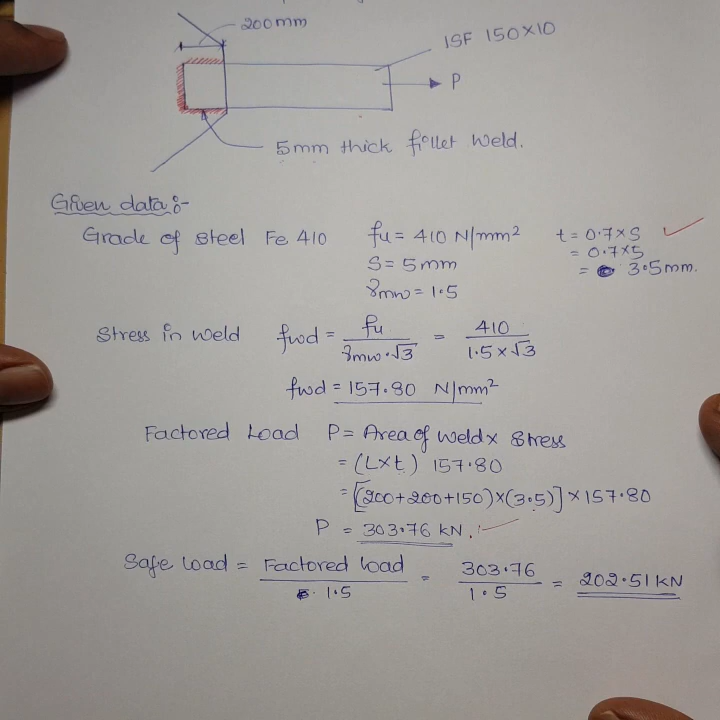 200mm
ISF 150×10
P
5mm thick fillet weld.
Given data :-
Grade of steel Fe 410 fu = 410 N/mm² t = 0.7×S
S = 5mm = 0.7×5
= 3.5mm.
γmw = 1.5
Stress in weld fwd = fu / γmw·√3 = 410 / 1.5×√3
fwd = 157.80 N/mm²
Factored Load P = Area of weld × Stress
= (L×t) 157.80
= [(200+200+150)×(3.5)] × 157.80
P = 303.76 kN.
Safe load = Factored load / 1.5 = 303.76 / 1.5 = 202.51 kN